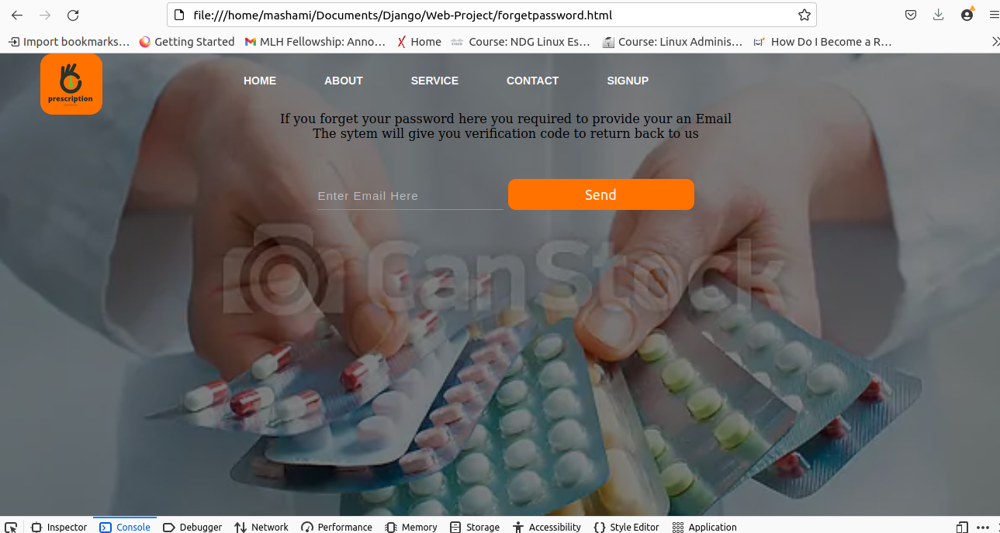 file:///home/mashami/Documents/Django/Web-Project/forgetpassword.html
Import bookmarks… Getting Started MLH Fellowship: Anno… Home Course: NDG Linux Es… Course: Linux Adminis… How Do I Become a R…
prescription
HOME ABOUT SERVICE CONTACT SIGNUP
If you forget your password here you required to provide your an Email
The sytem will give you verification code to return back to us
Enter Email Here Send
CanStock
Inspector Console Debugger Network Performance Memory Storage Accessibility Style Editor Application